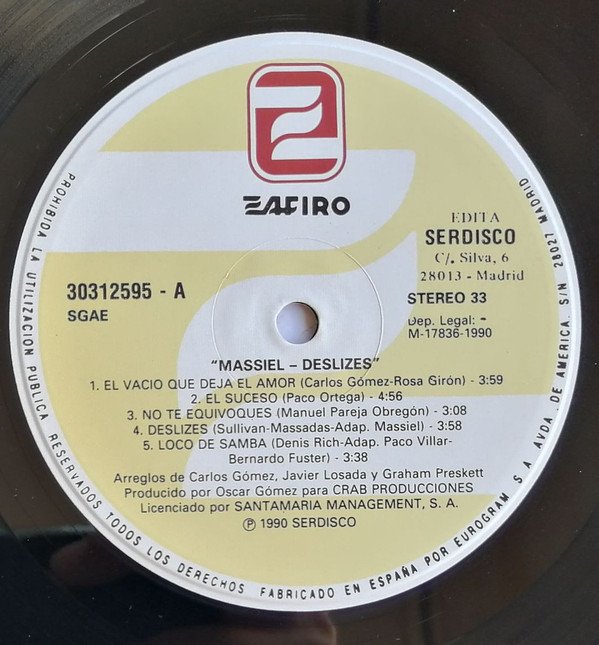 ZAFIRO
EDITA
SERDISCO
C/. Silva, 6
28013 - Madrid
30312595 - A
SGAE
STEREO 33
Dep. Legal: -
M-17836-1990
"MASSIEL - DESLIZES"
1. EL VACIO QUE DEJA EL AMOR (Carlos Gómez-Rosa Girón) - 3:59
2. EL SUCESO (Paco Ortega) - 4:56
3. NO TE EQUIVOQUES (Manuel Pareja Obregón) - 3:08
4. DESLIZES (Sullivan-Massadas-Adap. Massiel) - 3:58
5. LOCO DE SAMBA (Denis Rich-Adap. Paco Villar-
Bernardo Fuster) - 3:38
Arreglos de Carlos Gómez, Javier Losada y Graham Preskett
Producido por Oscar Gómez para CRAB PRODUCCIONES
Licenciado por SANTAMARIA MANAGEMENT, S. A.
Ⓟ 1990 SERDISCO
PROHIBIDA LA UTILIZACION PUBLICA RESERVADOS TODOS LOS DERECHOS FABRICADO EN ESPAÑA POR EUROGRAM S. A. AVDA. DE AMERICA, S/N 28027 MADRID